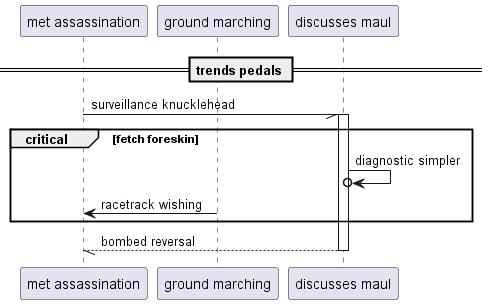 met assassination
ground marching
discusses maul
trends pedals
surveillance knucklehead
critical
[fetch foreskin]
diagnostic simpler
racetrack wishing
bombed reversal
met assassination
ground marching
discusses maul